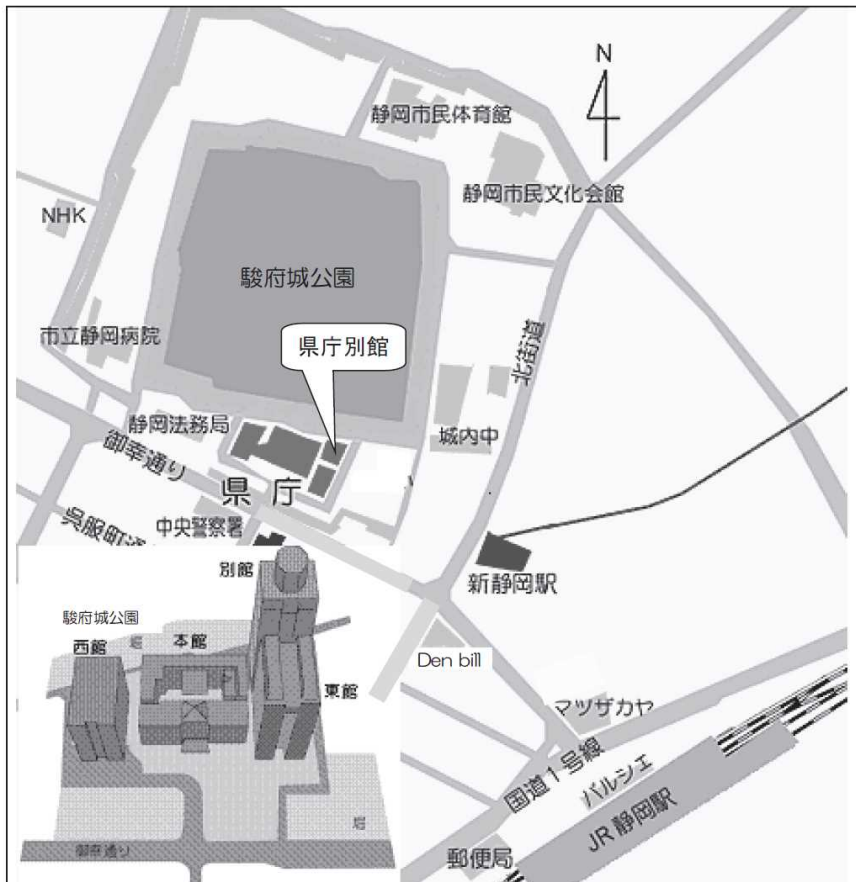 N
静岡市民体育館
静岡市民文化会館
NHK
駿府城公園
市立静岡病院
県庁別館
北街道
静岡法務局
城内中
御幸通り
県庁
中央警察署
呉服町通
新静岡駅
別館
駿府城公園
堀
本館
西館
東館
Den bill
マツザカヤ
国道1号線
パルシェ
JR静岡駅
堀
御幸通り
郵便局